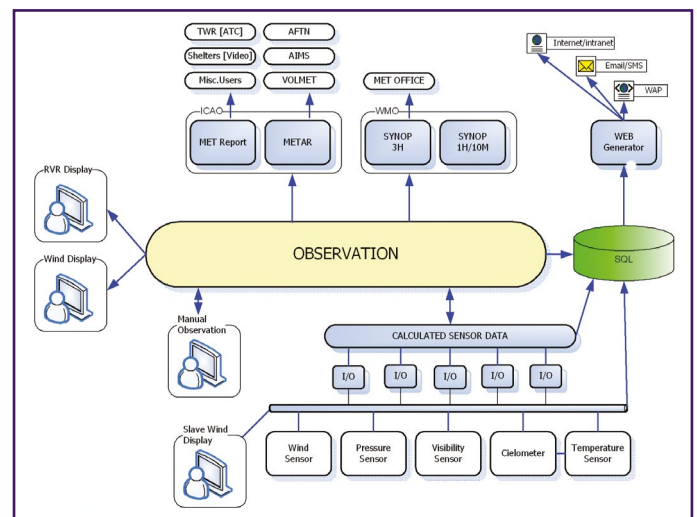 TWR [ATC]
AFTN
Shelters [Video]
AIMS
Misc.Users
VOLMET
MET OFFICE
Internet/intranet
Email/SMS
WAP
ICAO
WMO
MET Report
METAR
SYNOP
3H
SYNOP
1H/10M
WEB
Generator
RVR Display
Wind Display
OBSERVATION
SQL
Manual
Observation
CALCULATED SENSOR DATA
I/O
I/O
I/O
I/O
I/O
Slave Wind
Display
Wind
Sensor
Pressure
Sensor
Visibility
Sensor
Cielometer
Temperature
Sensor